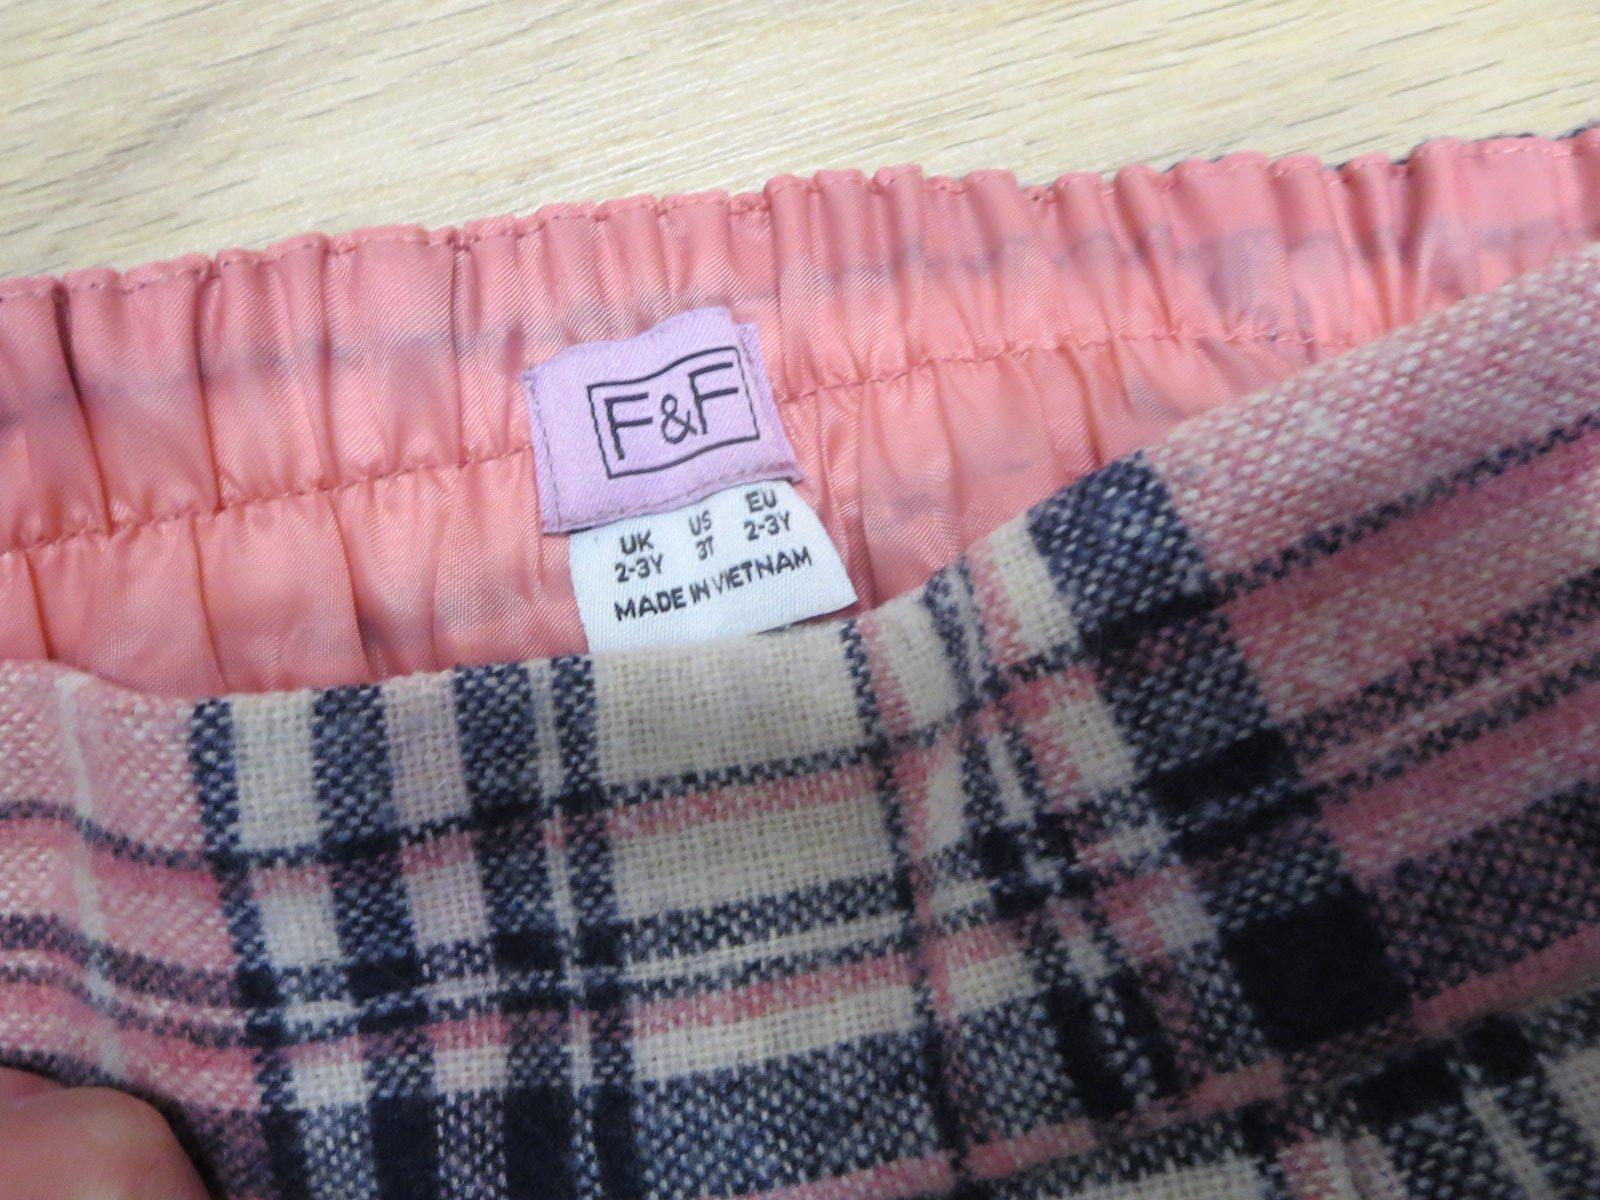 F&F
UK US EU
2-3Y 3T 2-3Y
MADE IN VIETNAM